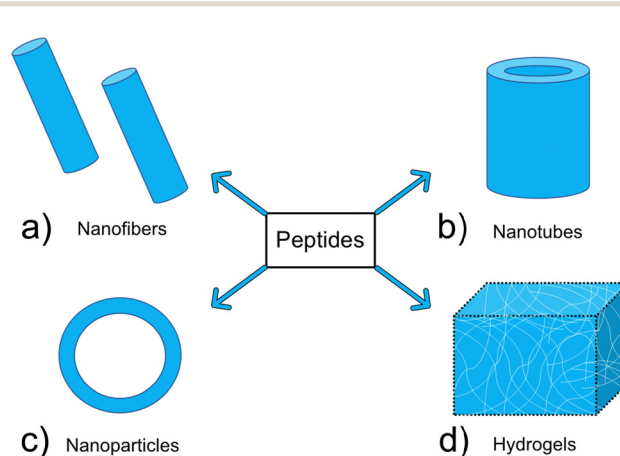 a) Nanofibers
Peptides
b) Nanotubes
c) Nanoparticles
d) Hydrogels